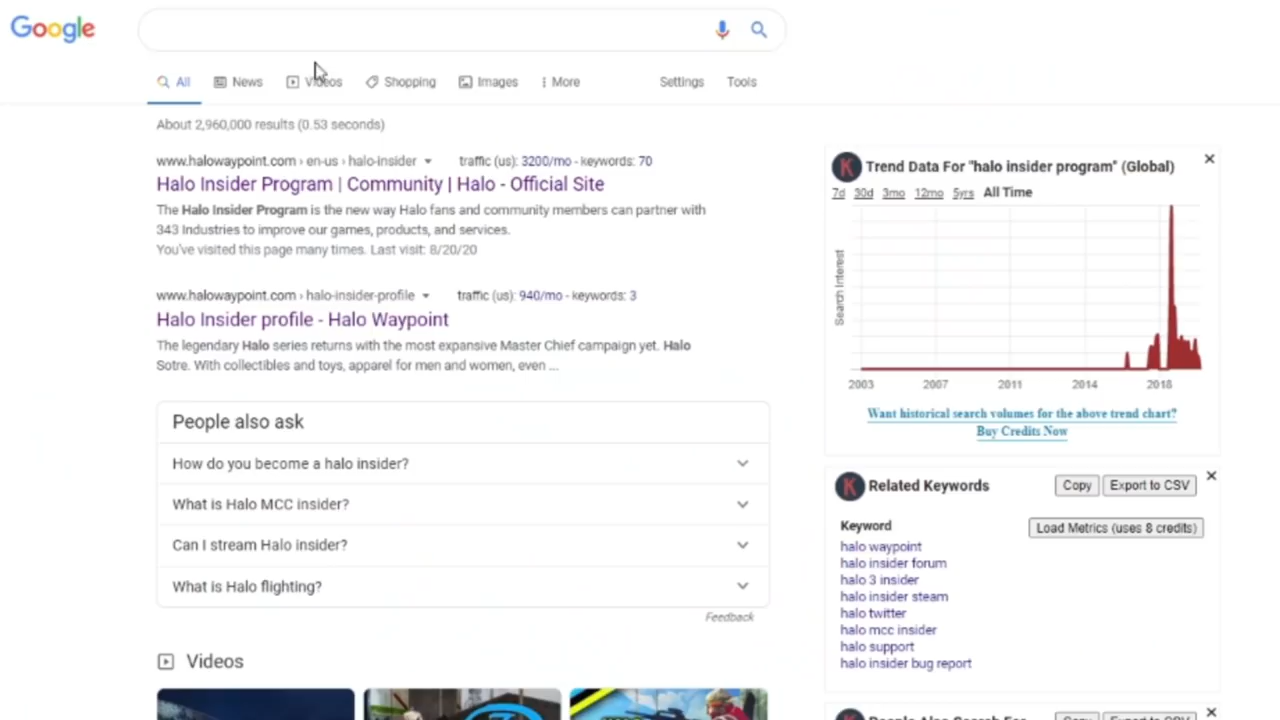 Google
All News Videos Shopping Images More Settings Tools
About 2,960,000 results (0.53 seconds)
www.halowaypoint.com › en-us › halo-insider traffic (us): 3200/mo - keywords: 70
Halo Insider Program | Community | Halo - Official Site
The Halo Insider Program is the new way Halo fans and community members can partner with
343 Industries to improve our games, products, and services.
You've visited this page many times. Last visit: 8/20/20
www.halowaypoint.com › halo-insider-profile traffic (us): 940/mo - keywords: 3
Halo Insider profile - Halo Waypoint
The legendary Halo series returns with the most expansive Master Chief campaign yet. Halo
Sotre. With collectibles and toys, apparel for men and women, even ...
People also ask
How do you become a halo insider?
What is Halo MCC insider?
Can I stream Halo insider?
What is Halo flighting?
Feedback
Videos
K Trend Data For "halo insider program" (Global)
7d 30d 3mo 12mo 5yrs All Time
Search Interest
2003 2007 2011 2014 2018
Want historical search volumes for the above trend chart?
Buy Credits Now
K Related Keywords Copy Export to CSV
Keyword Load Metrics (uses 8 credits)
halo waypoint
halo insider forum
halo 3 insider
halo insider steam
halo twitter
halo mcc insider
halo support
halo insider bug report
People Also Search For Copy Export to CSV